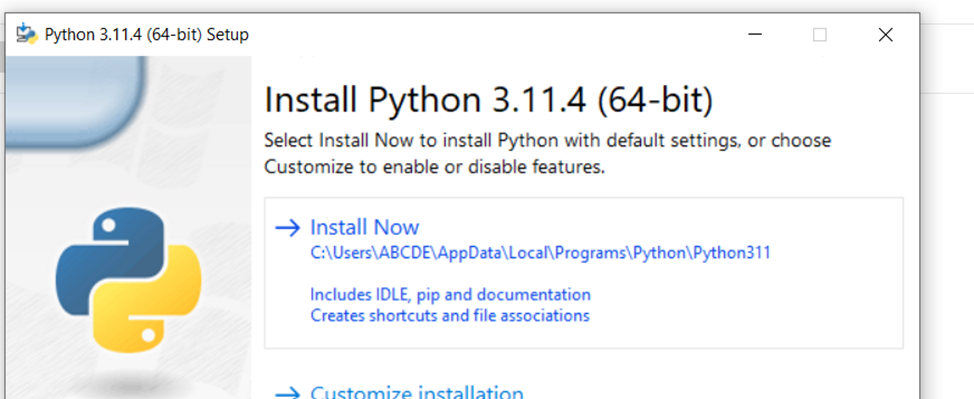 Python 3.11.4 (64-bit) Setup
Install Python 3.11.4 (64-bit)
Select Install Now to install Python with default settings, or choose
Customize to enable or disable features.
Install Now
C:\Users\ABCDE\AppData\Local\Programs\Python\Python311
Includes IDLE, pip and documentation
Creates shortcuts and file associations
Customize installation